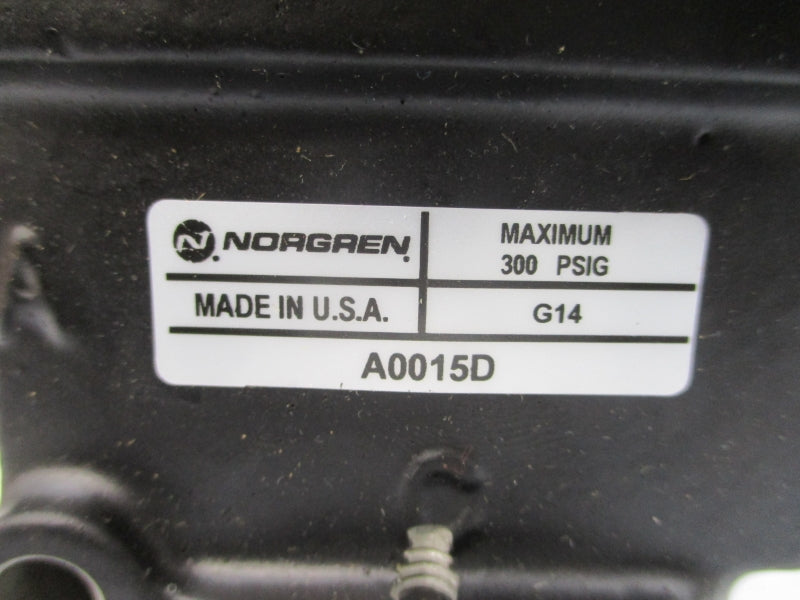 N. NORGREN.
MAXIMUM
300 PSIG
MADE IN U.S.A.
G14
A0015D